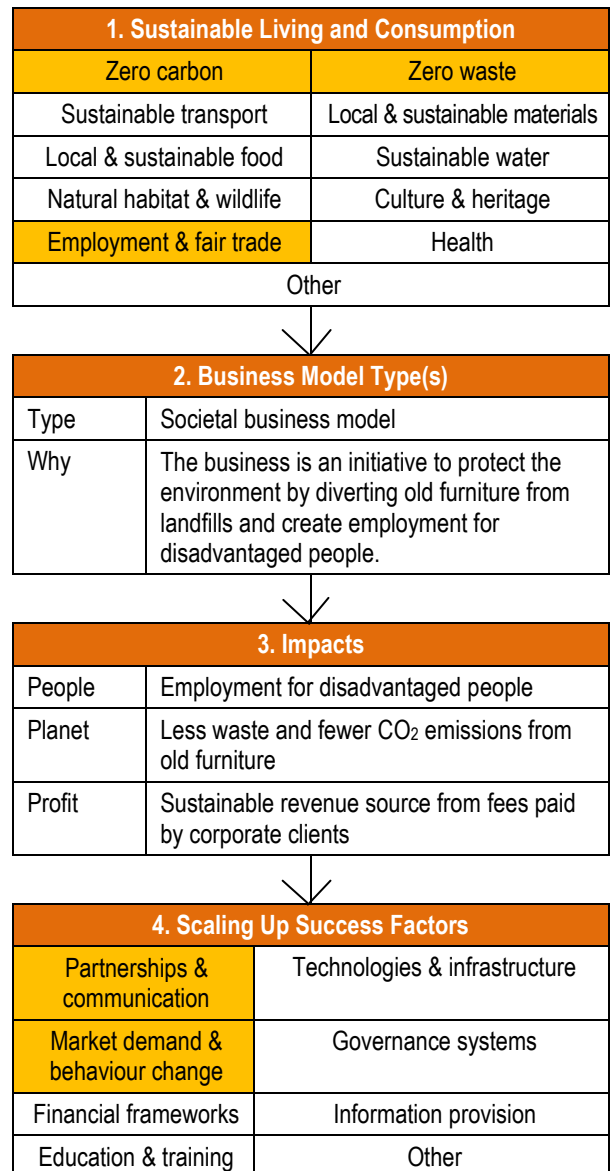 1. Sustainable Living and Consumption
Zero carbon
Zero waste
Sustainable transport
Local & sustainable materials
Local & sustainable food
Sustainable water
Natural habitat & wildlife
Culture & heritage
Employment & fair trade
Health
Other
2. Business Model Type(s)
Type
Societal business model
Why
The business is an initiative to protect the
environment by diverting old furniture from
landfills and create employment for
disadvantaged people.
3. Impacts
People
Employment for disadvantaged people
Planet
Less waste and fewer CO₂ emissions from
old furniture
Profit
Sustainable revenue source from fees paid
by corporate clients
4. Scaling Up Success Factors
Partnerships &
communication
Technologies & infrastructure
Market demand &
behaviour change
Governance systems
Financial frameworks
Information provision
Education & training
Other